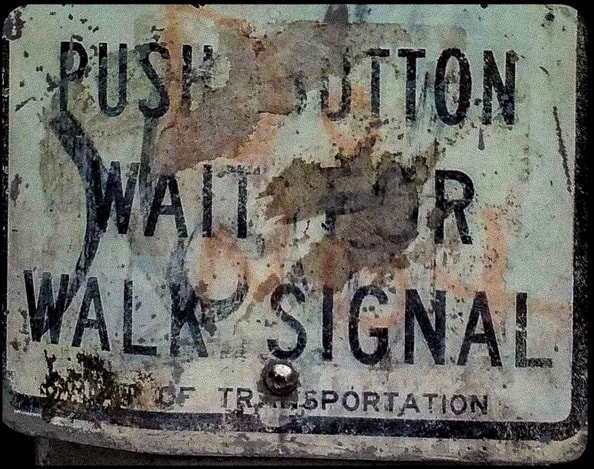 PUSH BUTTON
WAIT FOR
WALK SIGNAL
OF TRANSPORTATION